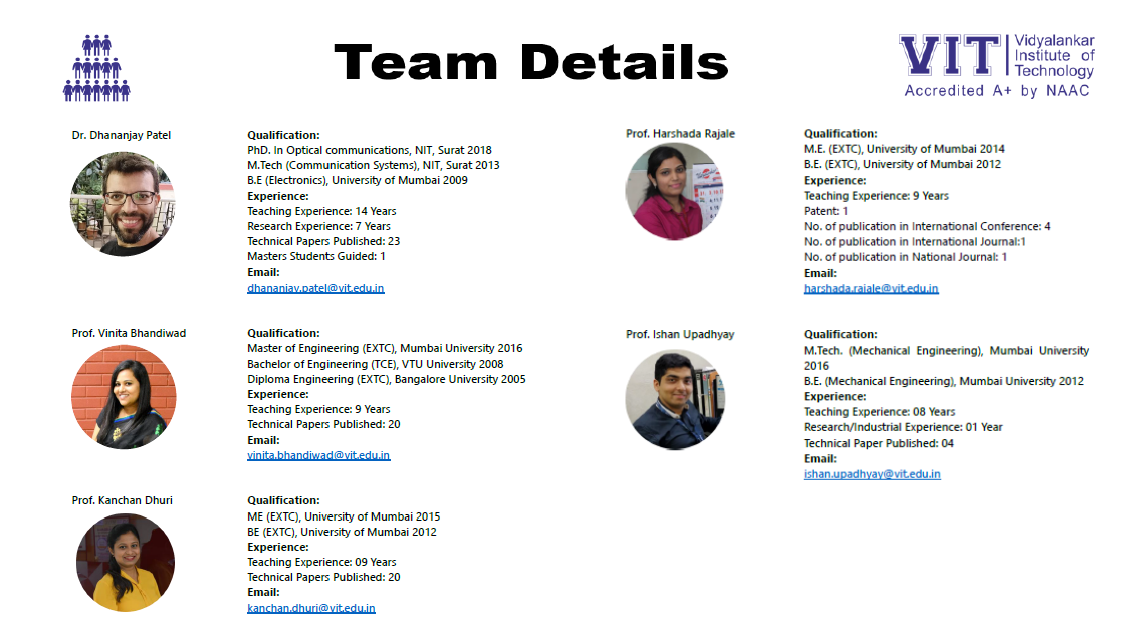 Team Details
VIT
Vidyalankar
Institute of
Technology
Accredited A+ by NAAC
Dr. Dhananjay Patel
Qualification:
PhD. In Optical communications, NIT, Surat 2018
M.Tech (Communication Systems), NIT, Surat 2013
B.E (Electronics), University of Mumbai 2009
Experience:
Teaching Experience: 14 Years
Research Experience: 7 Years
Technical Papers Published: 23
Masters Students Guided: 1
Email:
dhananjay.patel@vit.edu.in
Prof. Harshada Rajale
Qualification:
M.E. (EXTC), University of Mumbai 2014
B.E. (EXTC), University of Mumbai 2012
Experience:
Teaching Experience: 9 Years
Patent: 1
No. of publication in International Conference: 4
No. of publication in International Journal:1
No. of publication in National Journal: 1
Email:
harshada.rajale@vit.edu.in
Prof. Vinita Bhandiwad
Qualification:
Master of Engineering (EXTC), Mumbai University 2016
Bachelor of Engineering (TCE), VTU University 2008
Diploma Engineering (EXTC), Bangalore University 2005
Experience:
Teaching Experience: 9 Years
Technical Papers Published: 20
Email:
vinita.bhandiwad@vit.edu.in
Prof. Ishan Upadhyay
Qualification:
M.Tech. (Mechanical Engineering), Mumbai University
2016
B.E. (Mechanical Engineering), Mumbai University 2012
Experience:
Teaching Experience: 08 Years
Research/Industrial Experience: 01 Year
Technical Paper Published: 04
Email:
ishan.upadhyay@vit.edu.in
Prof. Kanchan Dhuri
Qualification:
ME (EXTC), University of Mumbai 2015
BE (EXTC), University of Mumbai 2012
Experience:
Teaching Experience: 09 Years
Technical Papers Published: 20
Email:
kanchan.dhuri@vit.edu.in